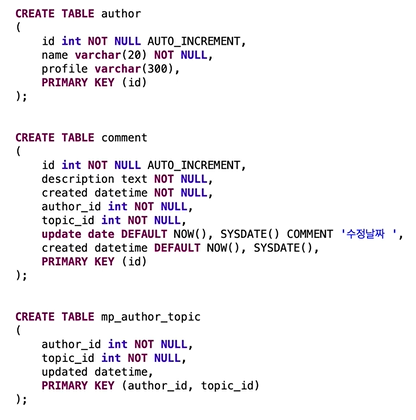 CREATE TABLE author
(
    id int NOT NULL AUTO_INCREMENT,
    name varchar(20) NOT NULL,
    profile varchar(300),
    PRIMARY KEY (id)
);
CREATE TABLE comment
(
    id int NOT NULL AUTO_INCREMENT,
    description text NOT NULL,
    created datetime NOT NULL,
    author_id int NOT NULL,
    topic_id int NOT NULL,
    update date DEFAULT NOW(), SYSDATE() COMMENT '수정날짜 ',
    created datetime DEFAULT NOW(), SYSDATE(),
    PRIMARY KEY (id)
);
CREATE TABLE mp_author_topic
(
    author_id int NOT NULL,
    topic_id int NOT NULL,
    updated datetime,
    PRIMARY KEY (author_id, topic_id)
);